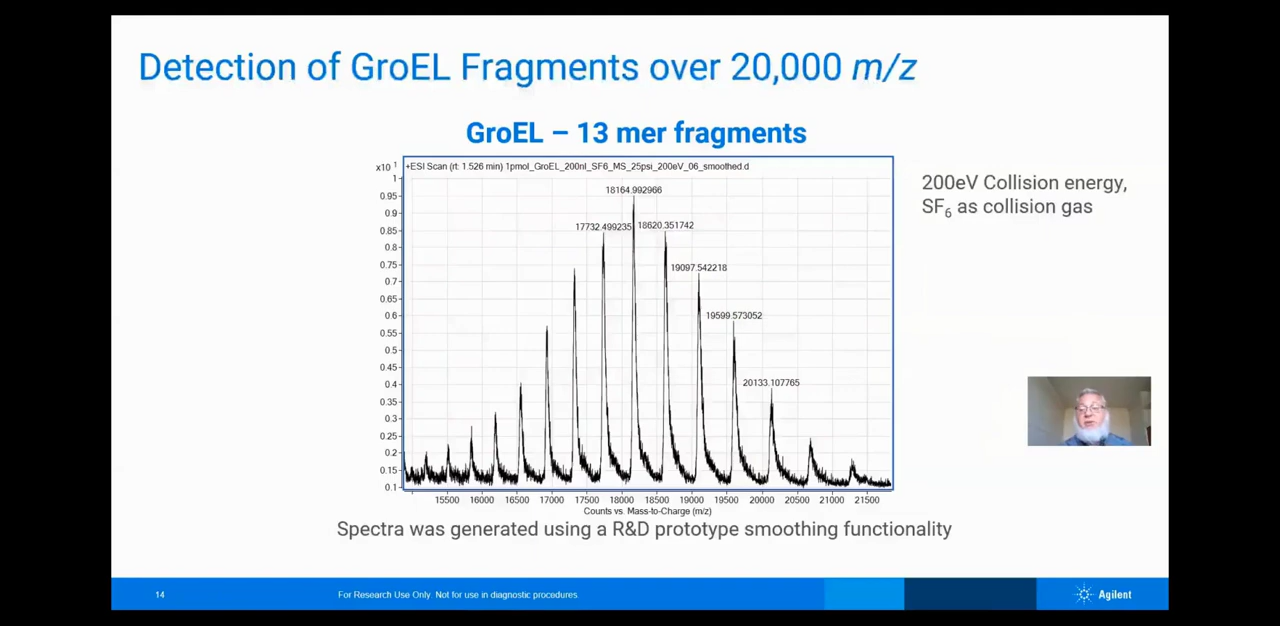 Detection of GroEL Fragments over 20,000 m/z
GroEL – 13 mer fragments
x10 1
+ESI Scan (rt: 1.526 min) 1pmol_GroEL_200nl_SF6_MS_25psi_200eV_06_smoothed.d
200eV Collision energy,
SF6 as collision gas
1
0.95
0.9
0.85
0.8
0.75
0.7
0.65
0.6
0.55
0.5
0.45
0.4
0.35
0.3
0.25
0.2
0.15
0.1
18164.992966
17732.499235
18620.351742
19097.542218
19599.573052
20133.107765
15500 16000 16500 17000 17500 18000 18500 19000 19500 20000 20500 21000 21500
Counts vs. Mass-to-Charge (m/z)
Spectra was generated using a R&D prototype smoothing functionality
14
For Research Use Only. Not for use in diagnostic procedures.
Agilent